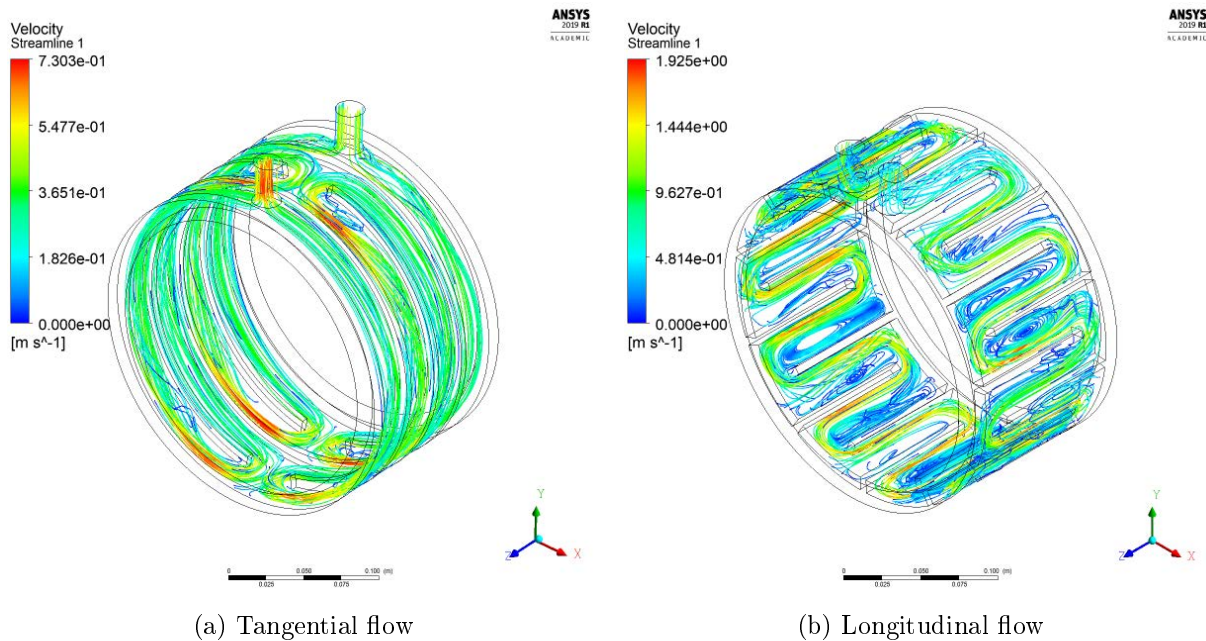 ANSYS
2019 R1
ACADEMIC
Velocity
Streamline 1
7.303e-01
5.477e-01
3.651e-01
1.826e-01
0.000e+00
[m s^-1]
Y
Z
X
0 0.050 0.100 (m)
0.025 0.075
(a) Tangential flow
ANSYS
2019 R1
ACADEMIC
Velocity
Streamline 1
1.925e+00
1.444e+00
9.627e-01
4.814e-01
0.000e+00
[m s^-1]
Y
Z
X
0 0.050 0.100 (m)
0.025 0.075
(b) Longitudinal flow